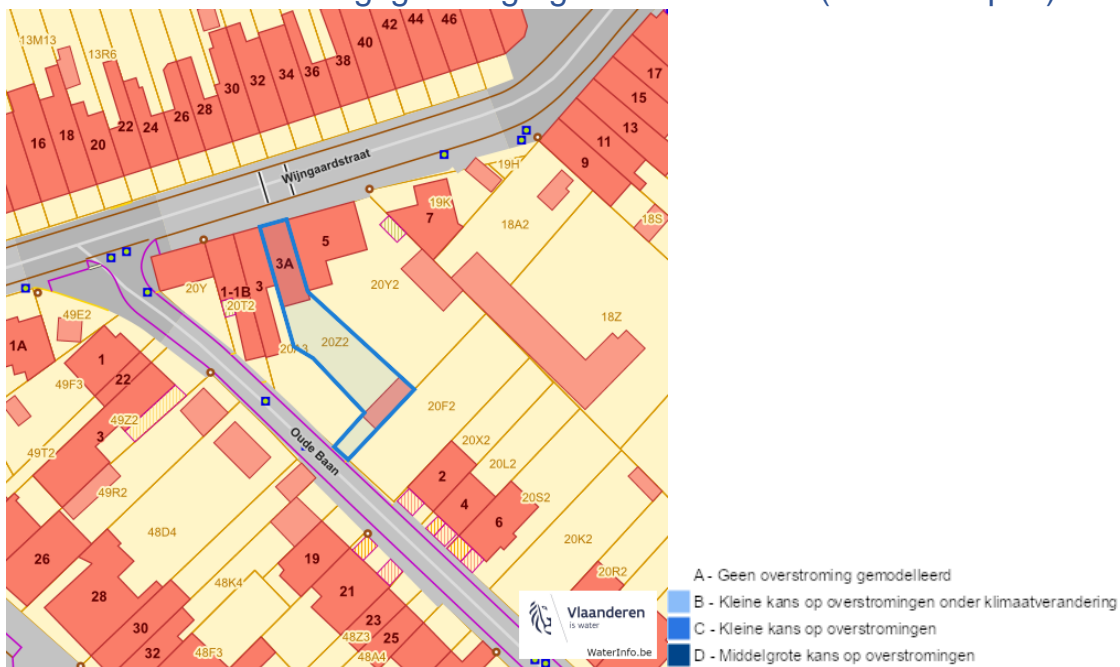 13M13
13R6
16
18
20
22
24
26
28
30
32
34
36
38
40
42
44
46
17
15
13
11
9
Wijngaardstraat
19H
19K
7
18A2
18S
5
3A
3
1-1B
20Y
20T2
20Y2
18Z
20Z2
20A3
49E2
1A
1
22
49F3
49Z2
3
49T2
49R2
20F2
Oude Baan
20X2
20L2
20S2
2
4
6
20K2
20R2
48D4
26
28
30
32
48F3
48K4
19
21
23
25
48Z3
48A4
Vlaanderen
is water
WaterInfo.be
A - Geen overstroming gemodelleerd
B - Kleine kans op overstromingen onder klimaatverandering
C - Kleine kans op overstromingen
D - Middelgrote kans op overstromingen